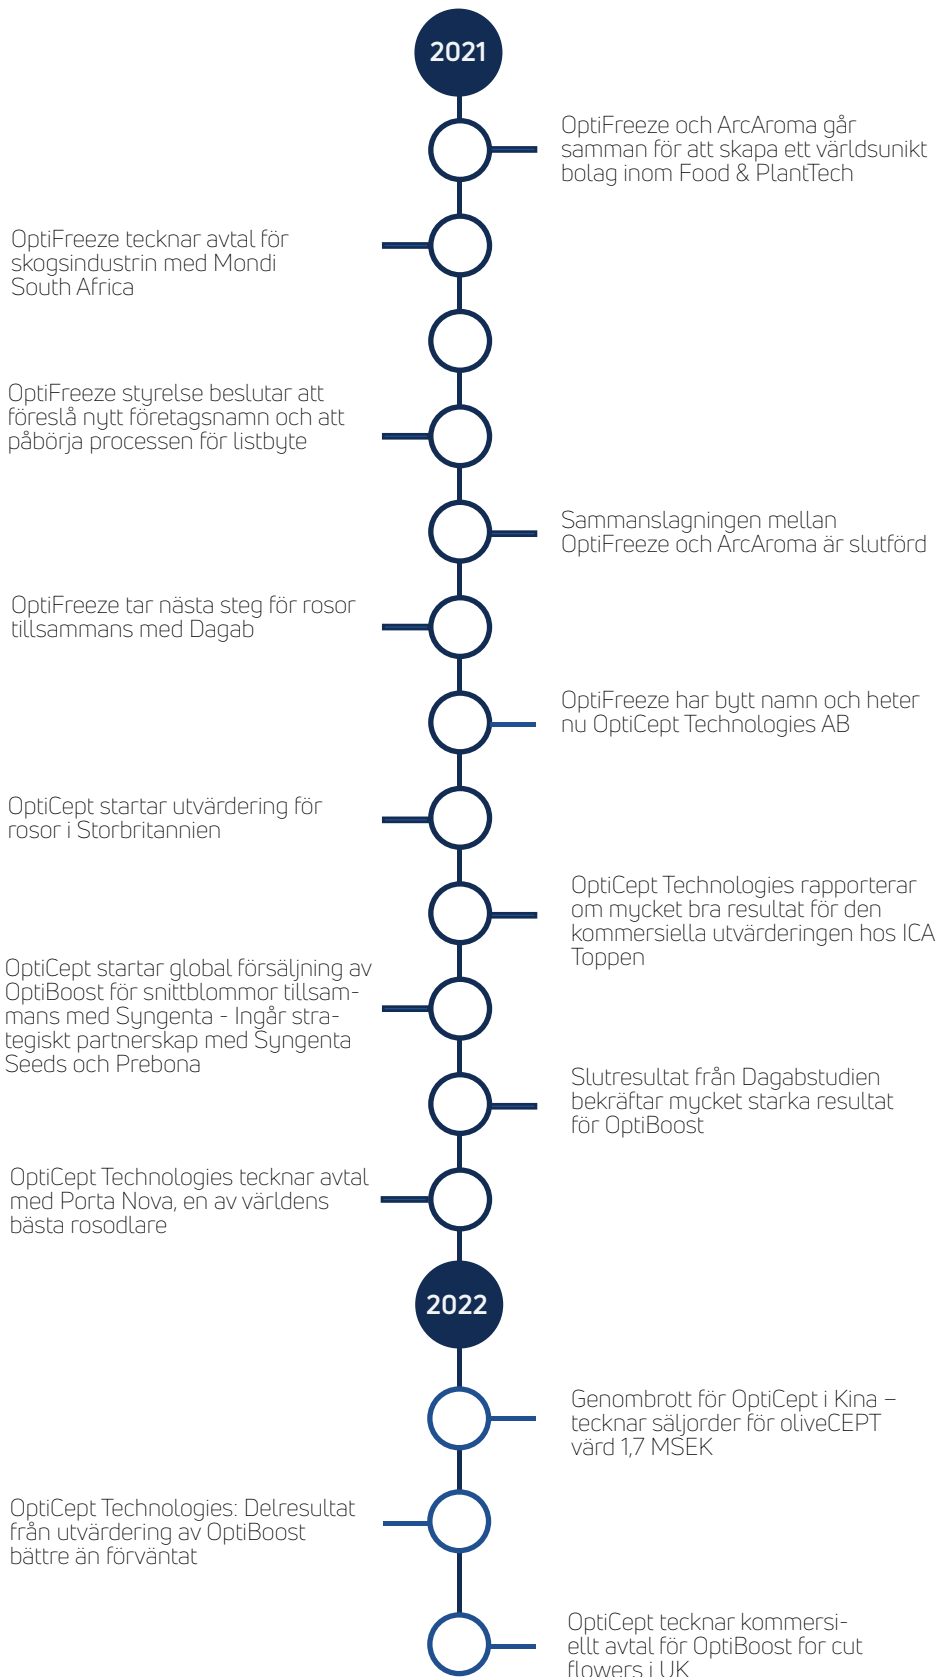 2021
OptiFreeze och ArcAroma går
samman för att skapa ett världsunikt
bolag inom Food & PlantTech
OptiFreeze tecknar avtal för
skogsindustrin med Mondi
South Africa
OptiFreeze styrelse beslutar att
föreslå nytt företagsnamn och att
påbörja processen för listbyte
Sammanslagningen mellan
OptiFreeze och ArcAroma är slutförd
OptiFreeze tar nästa steg för rosor
tillsammans med Dagab
OptiFreeze har bytt namn och heter
nu OptiCept Technologies AB
OptiCept startar utvärdering för
rosor i Storbritannien
OptiCept Technologies rapporterar
om mycket bra resultat för den
kommersiella utvärderingen hos ICA
Toppen
OptiCept startar global försäljning av
OptiBoost för snittblommor tillsam-
mans med Syngenta - Ingår stra-
tegiskt partnerskap med Syngenta
Seeds och Prebona
Slutresultat från Dagabstudien
bekräftar mycket starka resultat
för OptiBoost
OptiCept Technologies tecknar avtal
med Porta Nova, en av världens
bästa rosodlare
2022
Genombrott för OptiCept i Kina –
tecknar säljorder för oliveCEPT
värd 1,7 MSEK
OptiCept Technologies: Delresultat
från utvärdering av OptiBoost
bättre än förväntat
OptiCept tecknar kommersi-
ellt avtal för OptiBoost for cut
flowers i UK